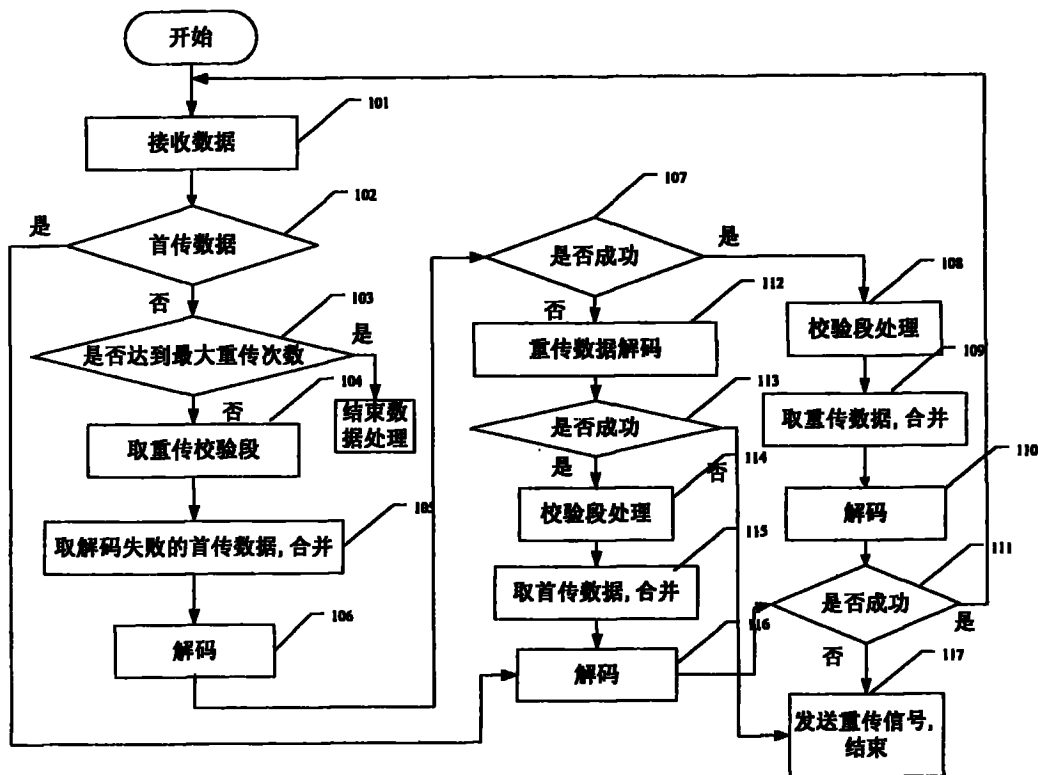 开始
101
接收数据
102
是
首传数据
否
103
是
是否达到最大重传次数
104
否
结束数
据处理
取重传校验段
105
取解码失败的首传数据,合并
106
解码
107
是否成功
是
否
112
重传数据解码
113
是否成功
是
否
114
校验段处理
115
取首传数据,合并
116
解码
108
校验段处理
109
取重传数据,合并
110
解码
111
是否成功
是
否
117
发送重传信号,
结束